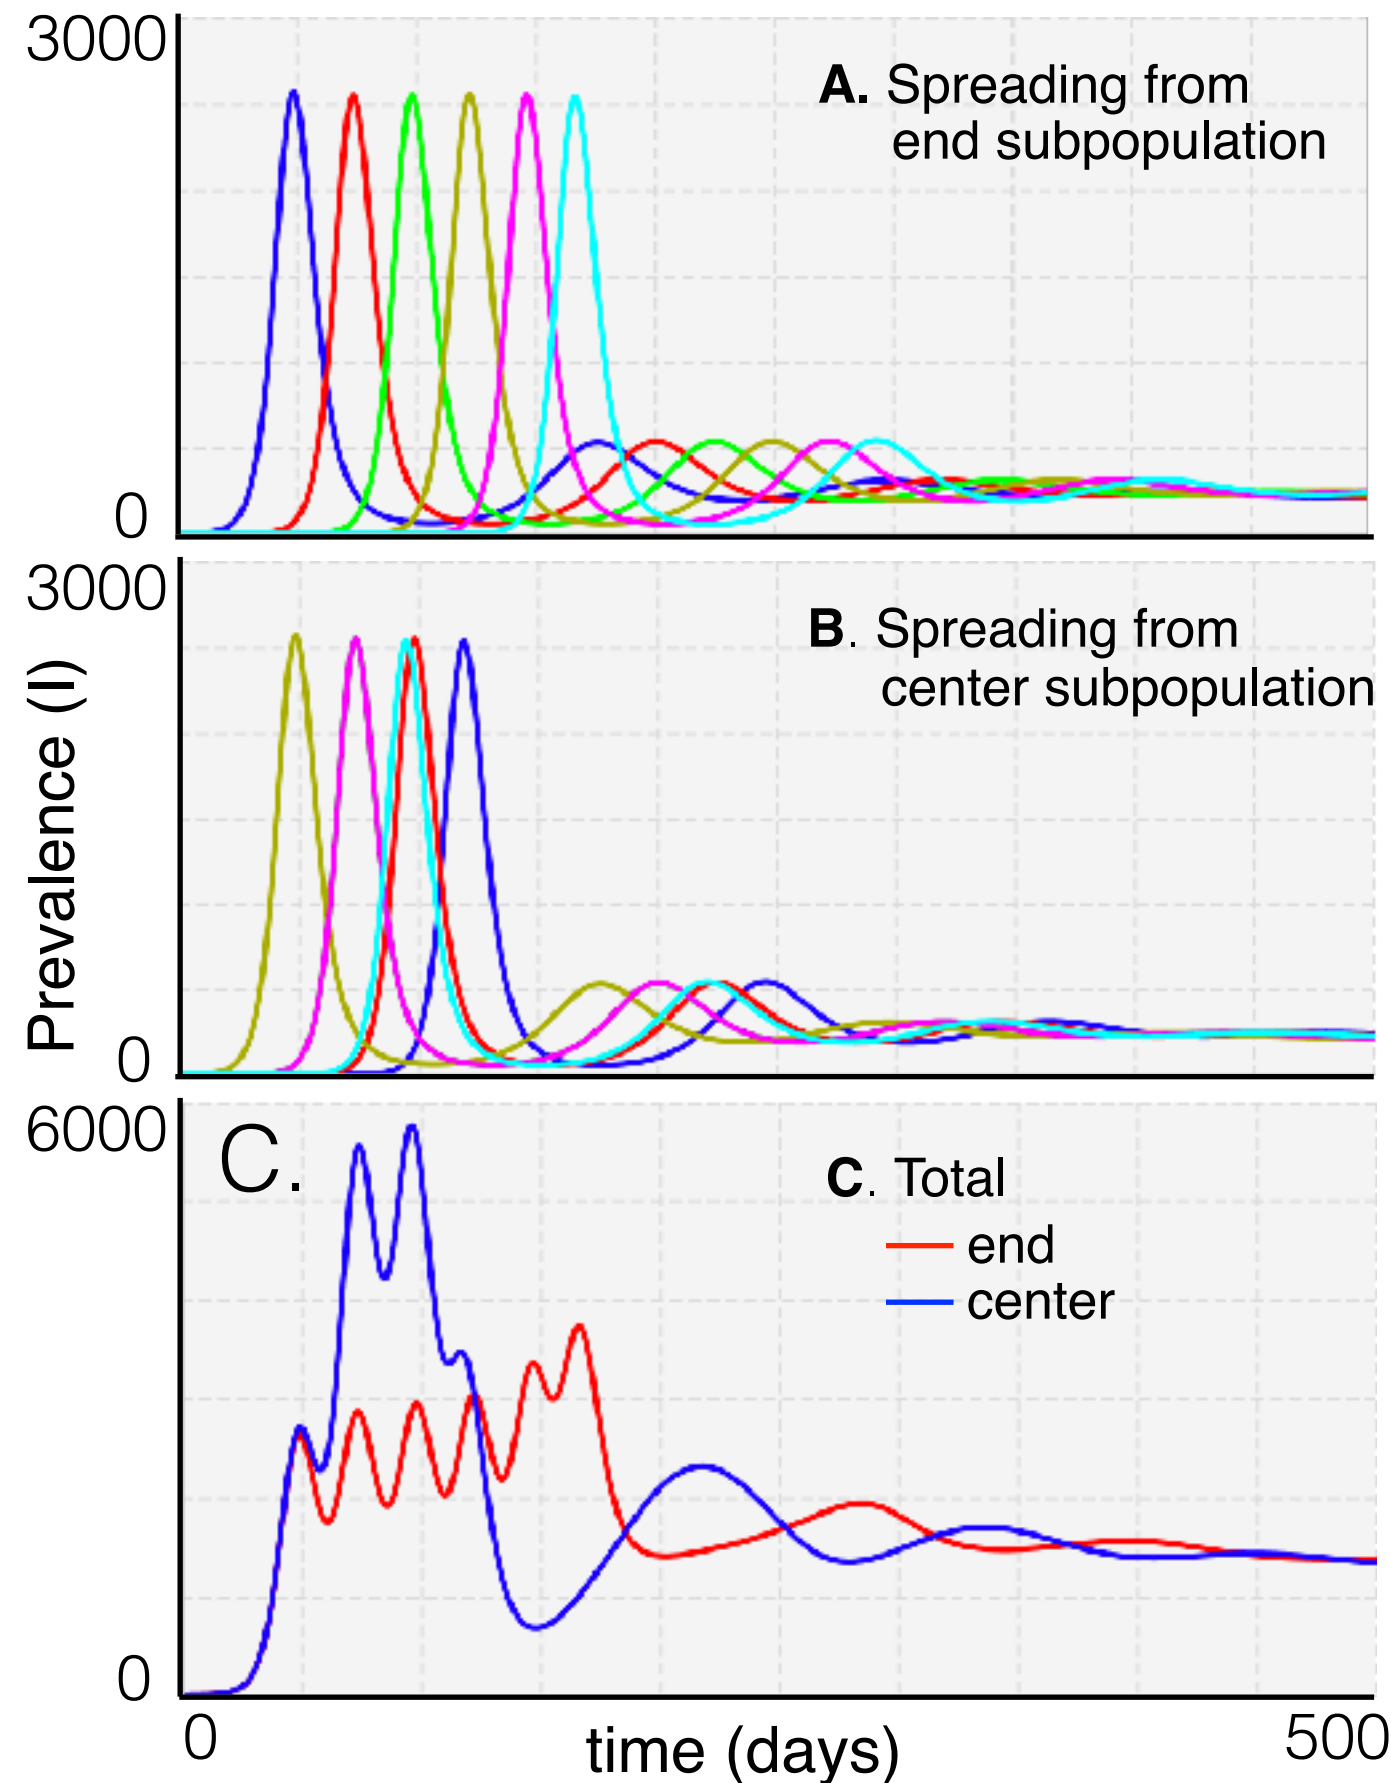 3000
A. Spreading from
end subpopulation
0
3000
B. Spreading from
center subpopulation
Prevalence (I)
0
6000
C.
C. Total
end
center
0
0
time (days)
500